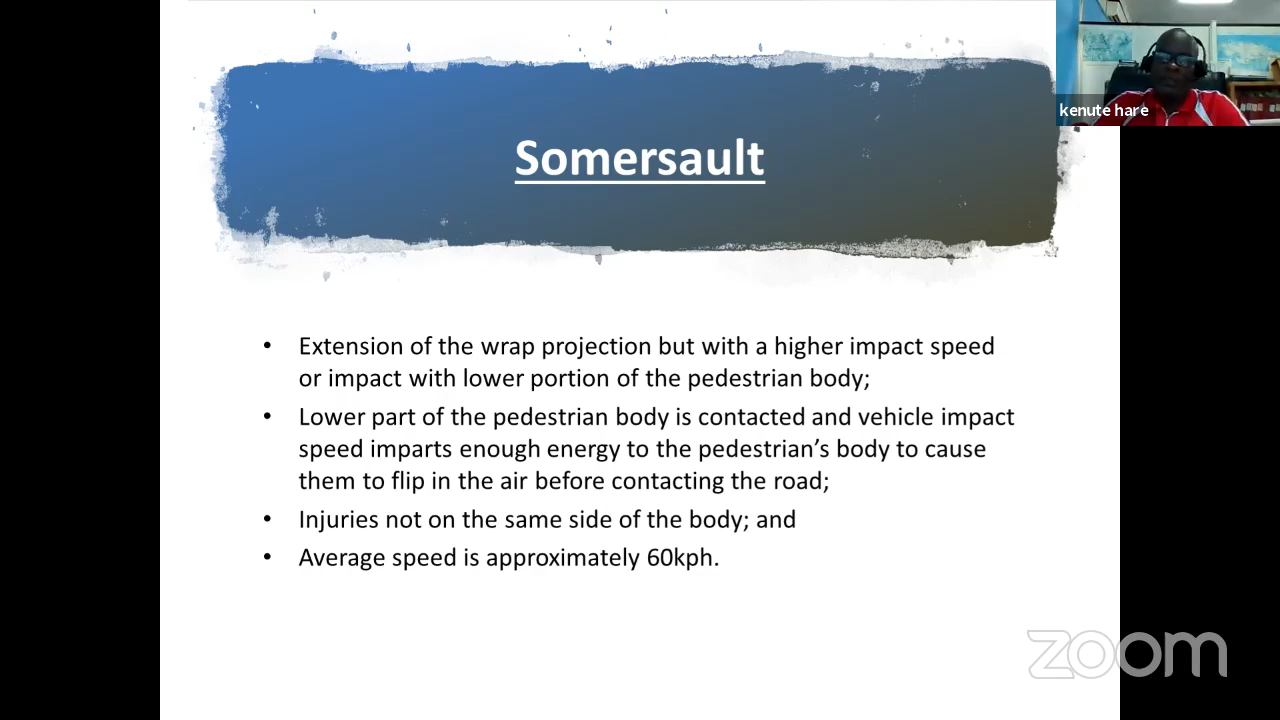 kenute hare
Somersault
• Extension of the wrap projection but with a higher impact speed
or impact with lower portion of the pedestrian body;
• Lower part of the pedestrian body is contacted and vehicle impact
speed imparts enough energy to the pedestrian’s body to cause
them to flip in the air before contacting the road;
• Injuries not on the same side of the body; and
• Average speed is approximately 60kph.
zoom